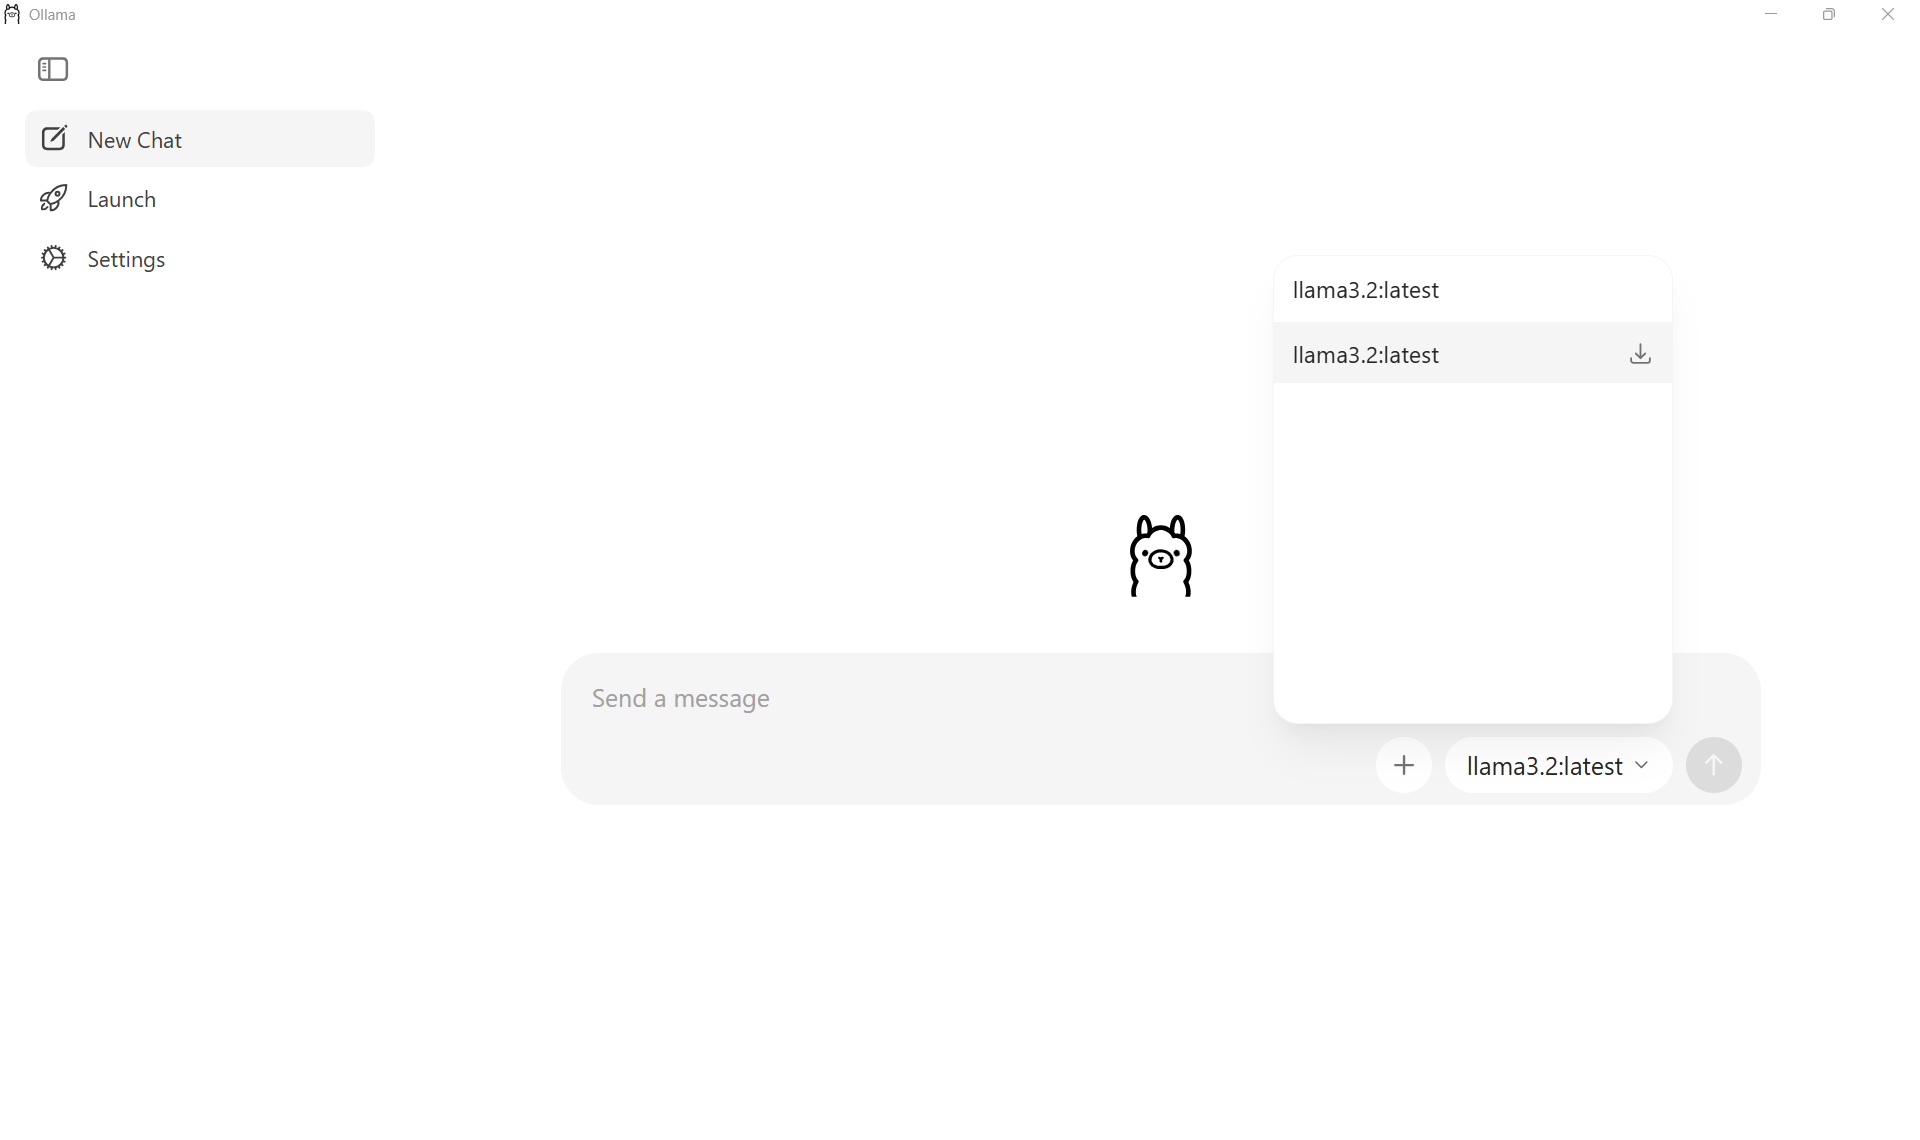 Ollama
New Chat
Launch
Settings
llama3.2:latest
llama3.2:latest
Send a message
llama3.2:latest